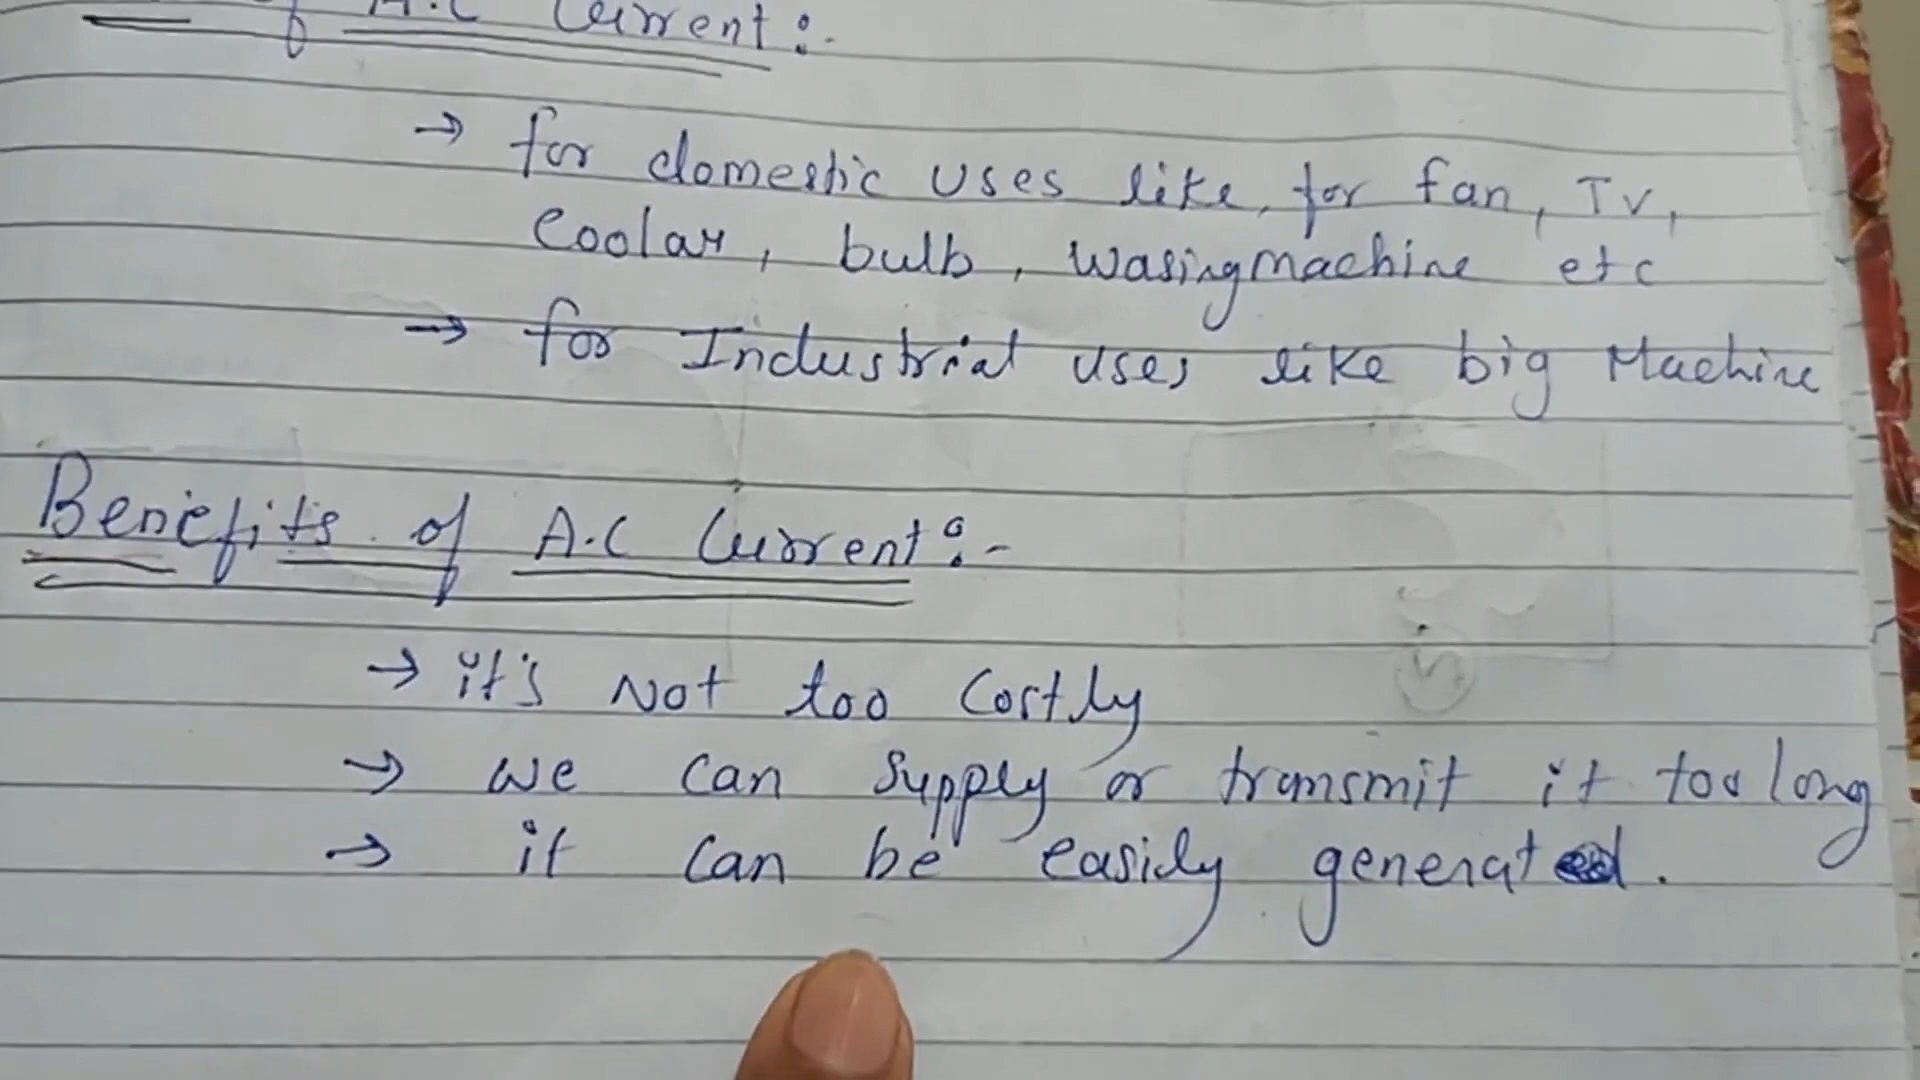 of A.C Current :-
→ for domestic uses like, for fan, TV,
Coolar, bulb, wasingmachine etc
→ for Industrial uses like big Machine
Benefits of A.C Current :-
→ it's Not too Costly
→ we can supply or transmit it too long
→ it can be easily generated.